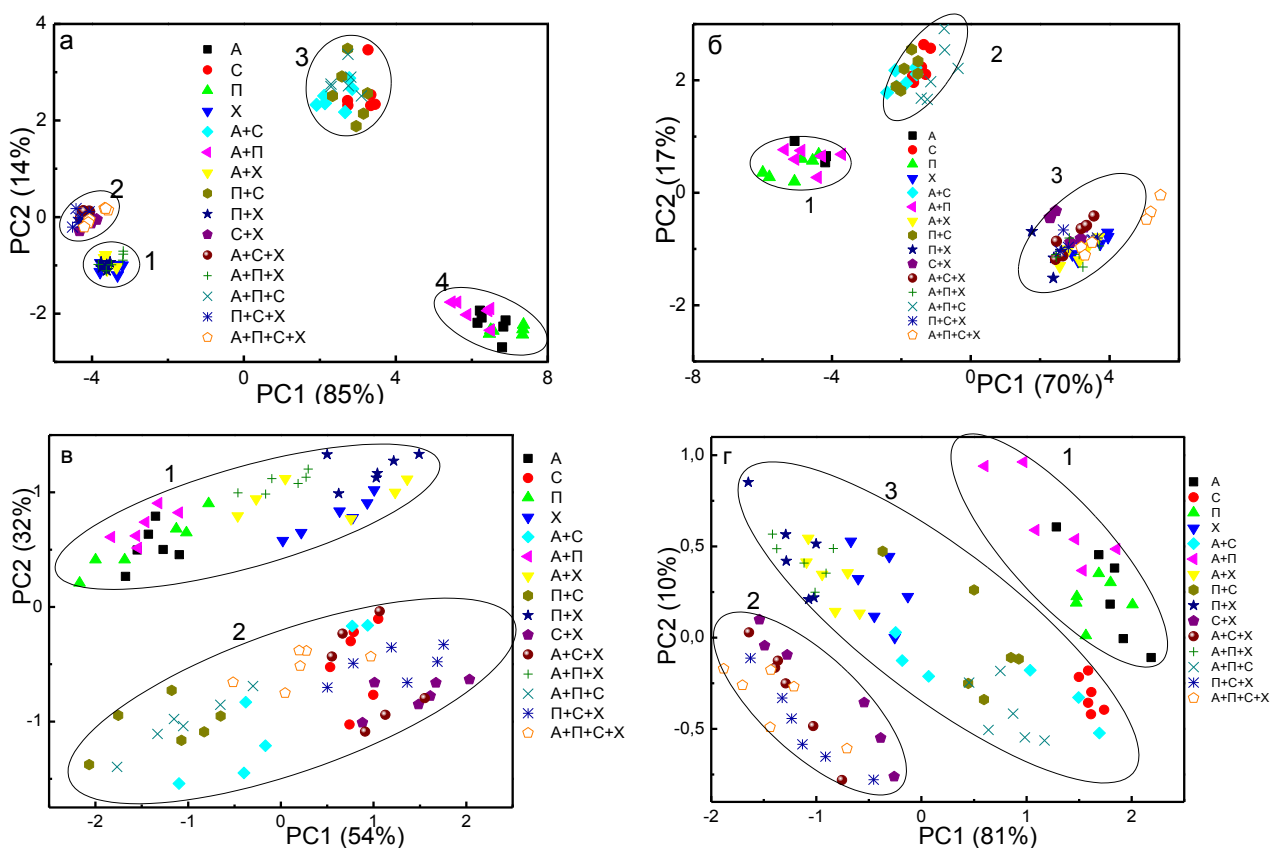 а
4
2
0
-2
PC2 (14%)
-4
0
4
8
PC1 (85%)
1
2
3
4
А
С
П
Х
А+С
А+П
А+Х
П+С
П+Х
С+Х
А+С+Х
А+П+Х
А+П+С
П+С+Х
А+П+С+Х
б
2
0
-2
PC2 (17%)
-8
-4
0
4
PC1 (70%)
1
2
3
А
С
П
Х
А+С
А+П
А+Х
П+С
П+Х
С+Х
А+С+Х
А+П+Х
А+П+С
П+С+Х
А+П+С+Х
в
1
0
-1
PC2 (32%)
-2
-1
0
1
2
PC1 (54%)
1
2
А
С
П
Х
А+С
А+П
А+Х
П+С
П+Х
С+Х
А+С+Х
А+П+Х
А+П+С
П+С+Х
А+П+С+Х
г
1,0
0,5
0,0
-0,5
PC2 (10%)
-2
-1
0
1
2
PC1 (81%)
1
2
3
А
С
П
Х
А+С
А+П
А+Х
П+С
П+Х
С+Х
А+С+Х
А+П+Х
А+П+С
П+С+Х
А+П+С+Х